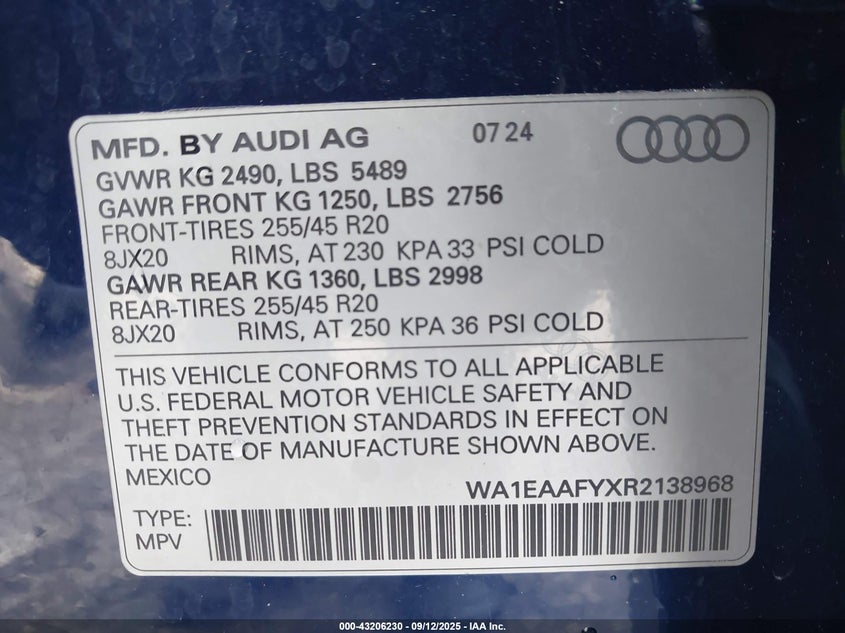 MFD. BY AUDI AG 07 24
GVWR KG 2490, LBS 5489
GAWR FRONT KG 1250, LBS 2756
FRONT-TIRES 255/45 R20
8JX20 RIMS, AT 230 KPA 33 PSI COLD
GAWR REAR KG 1360, LBS 2998
REAR-TIRES 255/45 R20
8JX20 RIMS, AT 250 KPA 36 PSI COLD
THIS VEHICLE CONFORMS TO ALL APPLICABLE
U.S. FEDERAL MOTOR VEHICLE SAFETY AND
THEFT PREVENTION STANDARDS IN EFFECT ON
THE DATE OF MANUFACTURE SHOWN ABOVE.
MEXICO
WA1EAAFYXR2138968
TYPE:
MPV
000-43206230 - 09/12/2025 - IAA Inc.